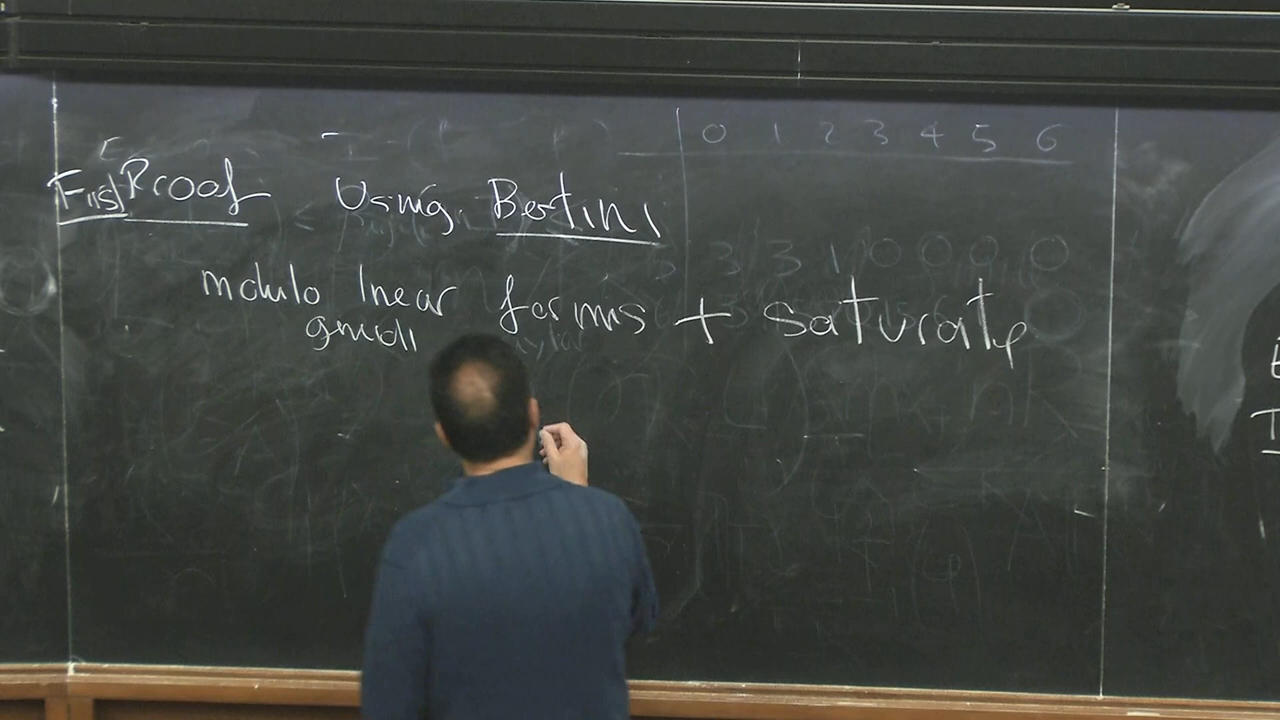 0 1 2 3 4 5 6
First Proof Using Bertini
3 3 1 0 0 0 0
modulo linear forms + saturate